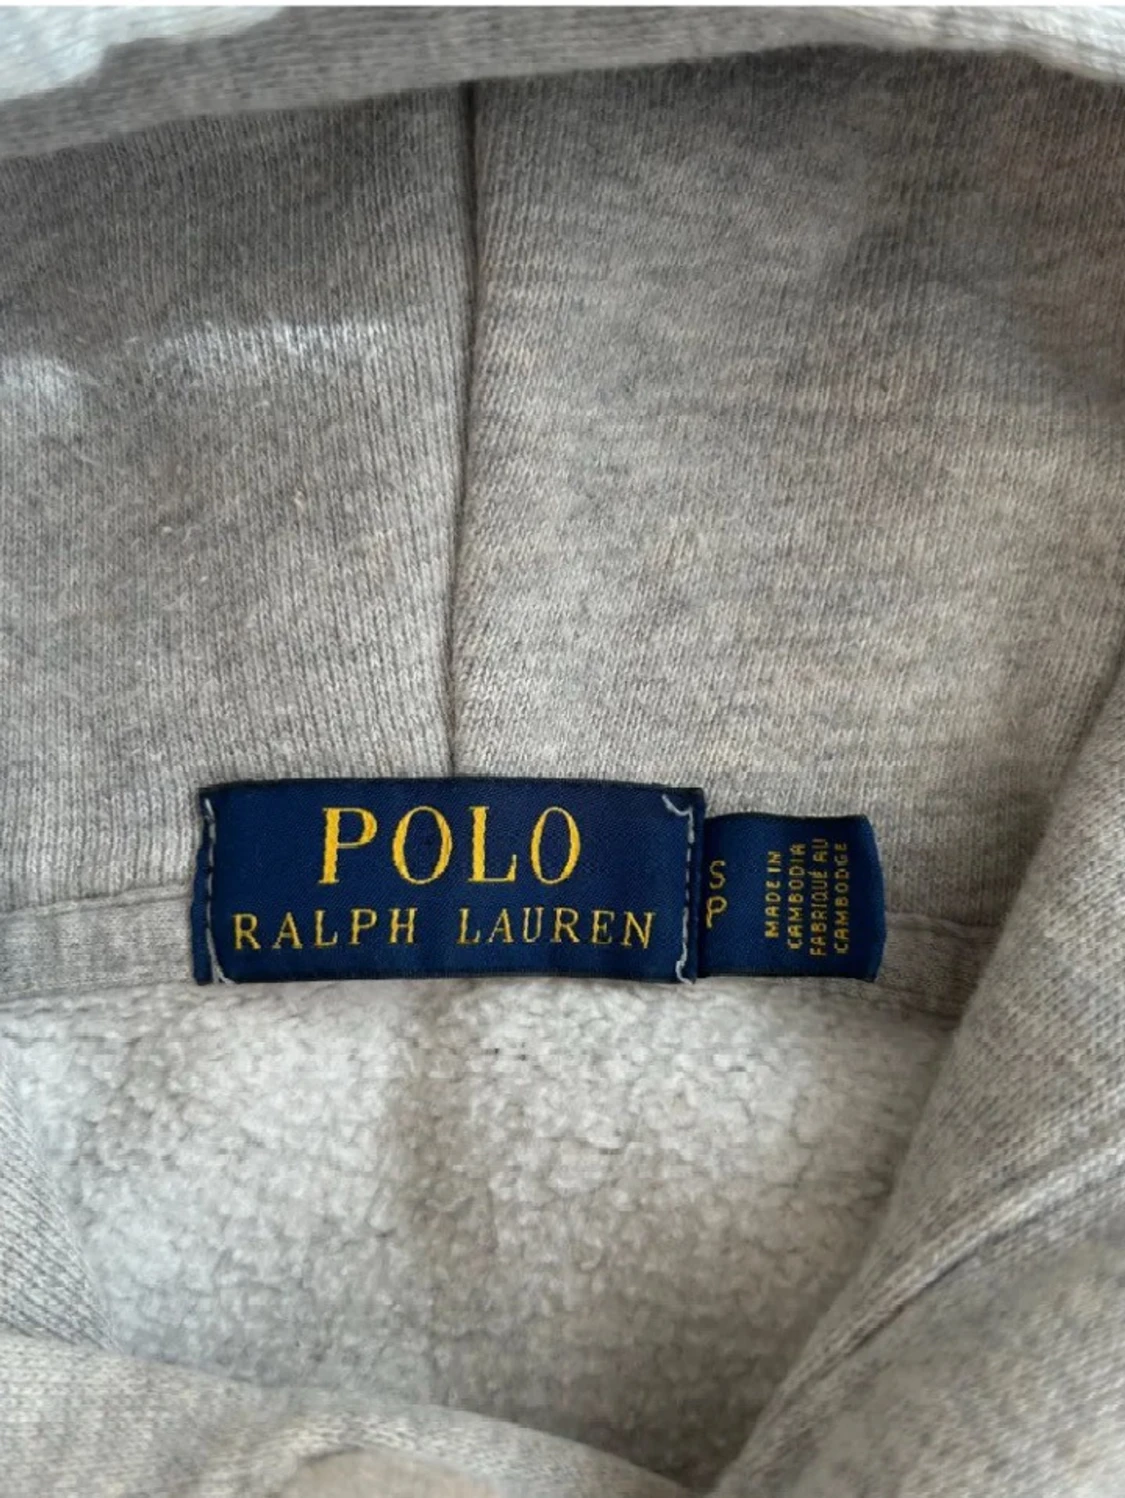 POLO
RALPH LAUREN
S
P
MADE IN
CAMBODIA
FABRIQUÉ AU
CAMBODGE